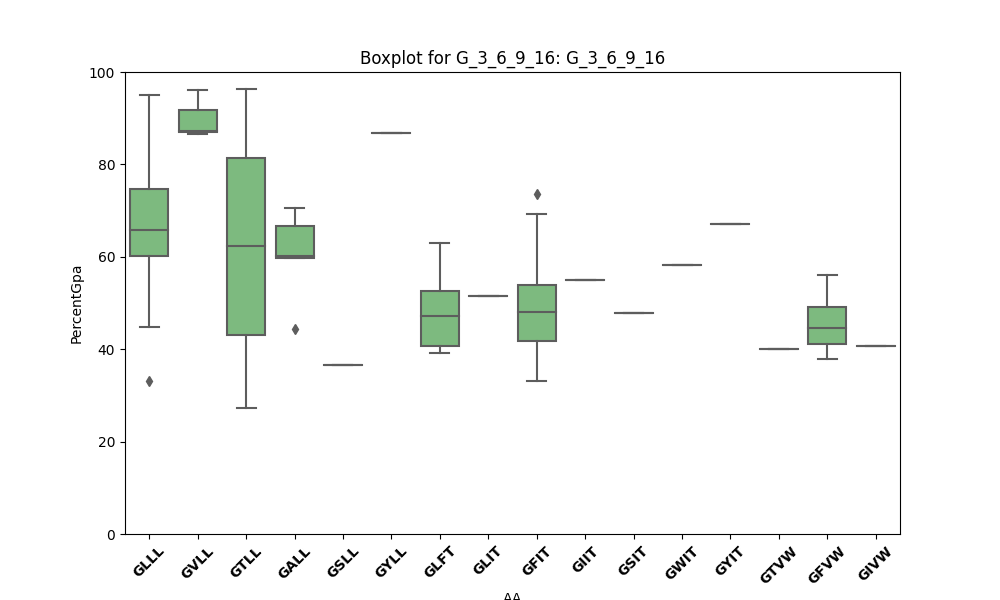 Boxplot for G_3_6_9_16: G_3_6_9_16
PercentGpa
100
80
60
40
20
0
GLLL GVLL GTLL GALL GSLL GYLL GLFT GLIT GFIT GIIT GSIT GWIT GYIT GTVW GFVW GIVW
AA